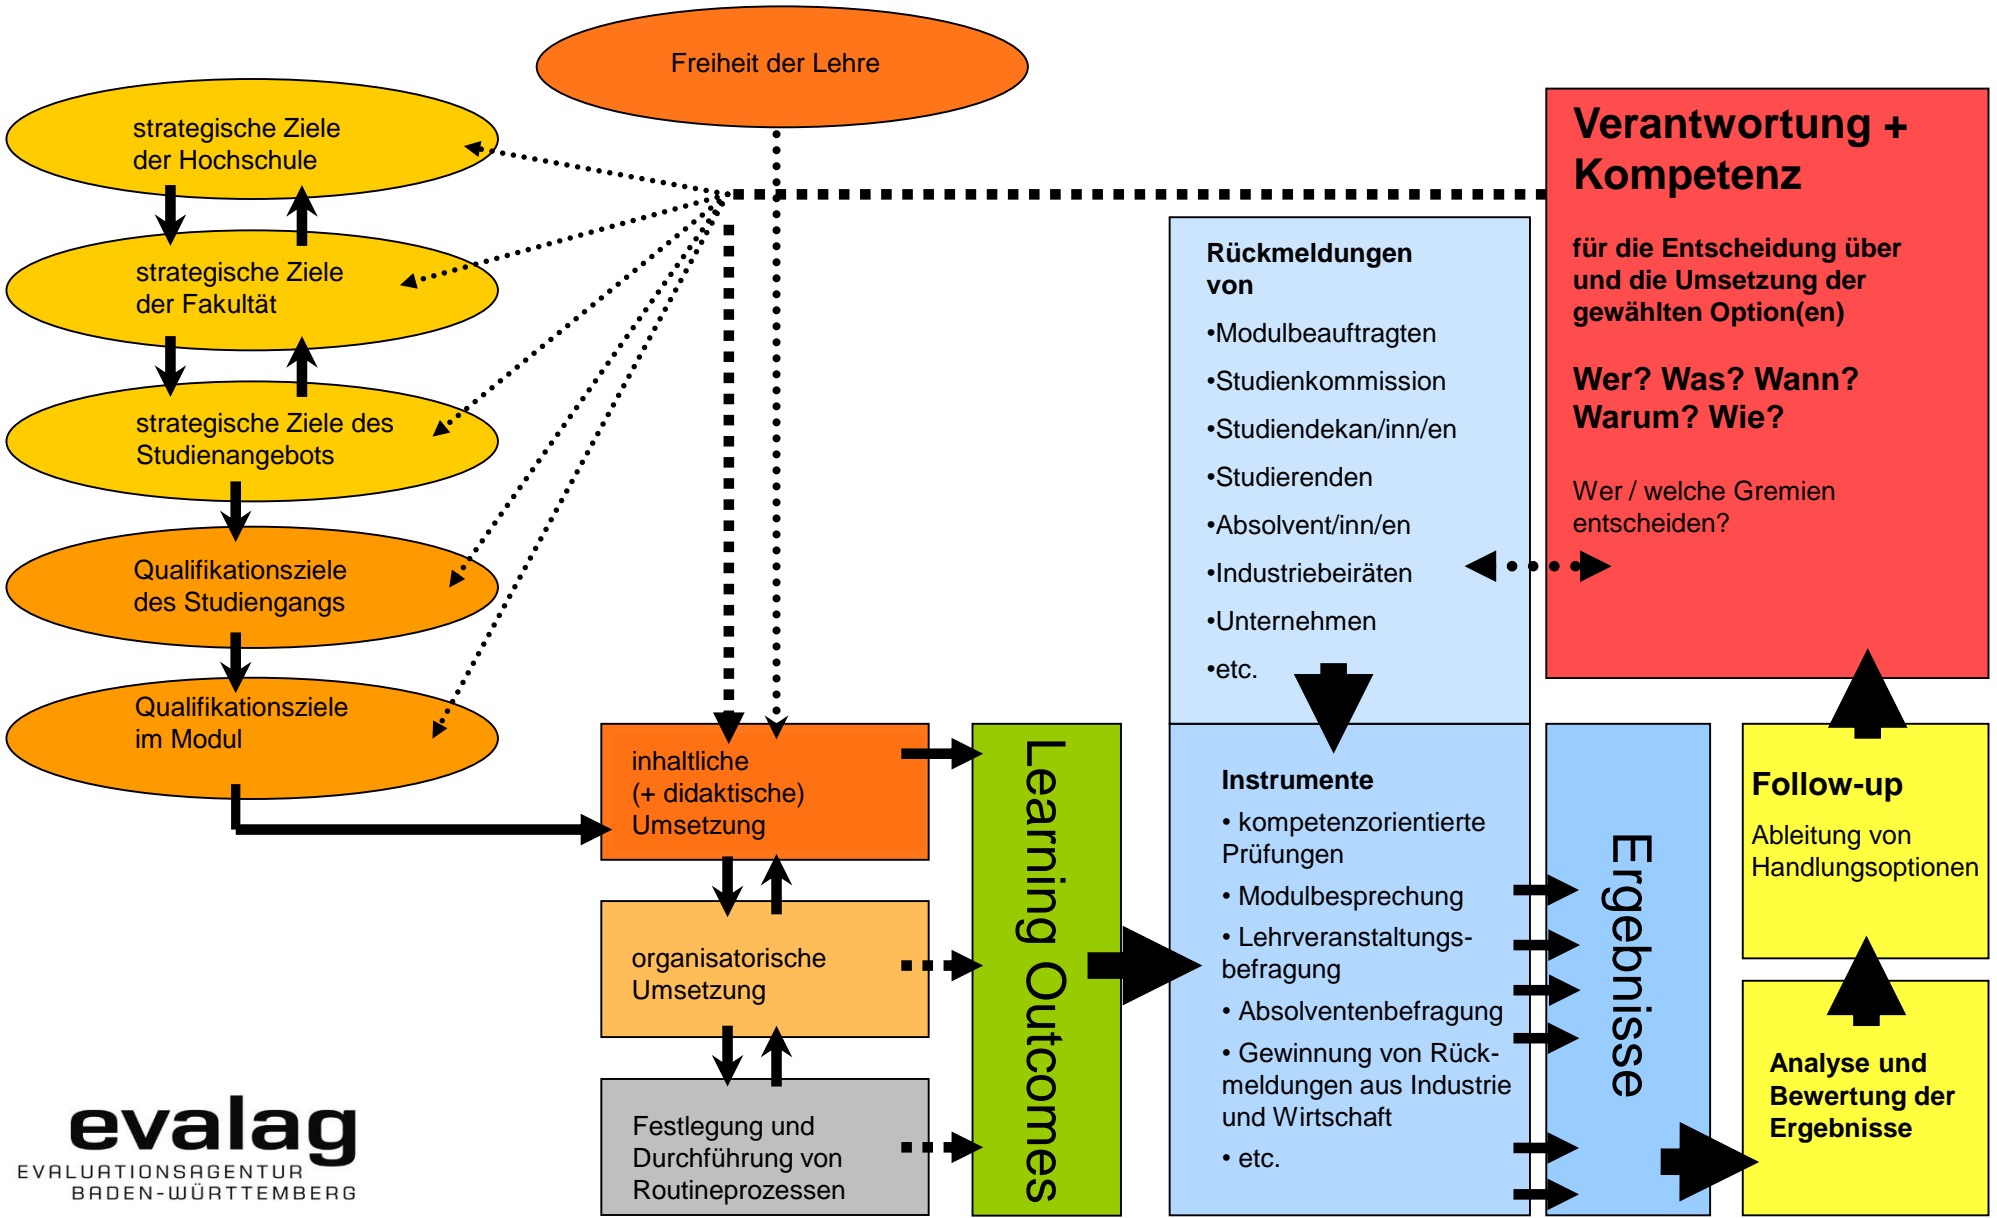 Freiheit der Lehre
strategische Ziele
der Hochschule
strategische Ziele
der Fakultät
strategische Ziele des
Studienangebots
Qualifikationsziele
des Studiengangs
Qualifikationsziele
im Modul
inhaltliche
(+ didaktische)
Umsetzung
organisatorische
Umsetzung
Festlegung und
Durchführung von
Routineprozessen
Learning Outcomes
Rückmeldungen
von
•Modulbeauftragten
•Studienkommission
•Studiendekan/inn/en
•Studierenden
•Absolvent/inn/en
•Industriebeiräten
•Unternehmen
•etc.
Instrumente
• kompetenzorientierte
Prüfungen
• Modulbesprechung
• Lehrveranstaltungs-
befragung
• Absolventenbefragung
• Gewinnung von Rück-
meldungen aus Industrie
und Wirtschaft
• etc.
Ergebnisse
Analyse und
Bewertung der
Ergebnisse
Follow-up
Ableitung von
Handlungsoptionen
Verantwortung +
Kompetenz
für die Entscheidung über
und die Umsetzung der
gewählten Option(en)
Wer? Was? Wann?
Warum? Wie?
Wer / welche Gremien
entscheiden?
evalag
EVALUATIONSAGENTUR
BADEN-WÜRTTEMBERG